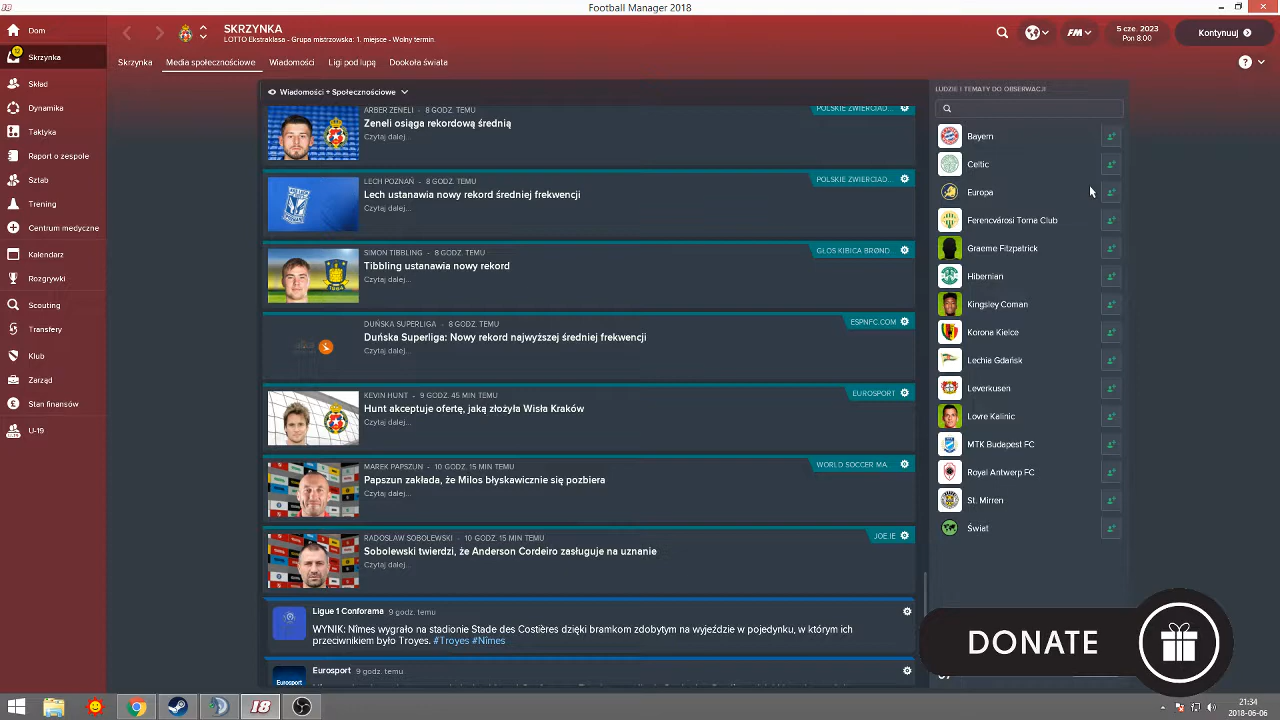 Football Manager 2018
Dom
Skrzynka
12
Skład
Dynamika
Taktyka
Raport o zespole
Sztab
Trening
Centrum medyczne
Kalendarz
Rozgrywki
Scouting
Transfery
Klub
Zarząd
Stan finansów
U-19
SKRZYNKA
LOTTO Ekstraklasa - Grupa mistrzowska: 1. miejsce - Wolny termin
FM
5 cze. 2023
Pon 8:00
Kontynuuj
Skrzynka
Media społecznościowe
Wiadomości
Ligi pod lupą
Dookoła świata
Wiadomości + Społecznościowe
ARBER ZENELI - 8 GODZ. TEMU
POLSKIE ZWIERCIAD...
Zeneli osiąga rekordową średnią
Czytaj dalej...
LECH POZNAŃ - 8 GODZ. TEMU
POLSKIE ZWIERCIAD...
Lech ustanawia nowy rekord średniej frekwencji
Czytaj dalej...
SIMON TIBBLING - 8 GODZ. TEMU
GŁOS KIBICA BRØND...
Tibbling ustanawia nowy rekord
Czytaj dalej...
DUŃSKA SUPERLIGA - 8 GODZ. TEMU
ESPNFC.COM
Duńska Superliga: Nowy rekord najwyższej średniej frekwencji
Czytaj dalej...
KEVIN HUNT - 9 GODZ. 45 MIN TEMU
EUROSPORT
Hunt akceptuje ofertę, jaką złożyła Wisła Kraków
Czytaj dalej...
MAREK PAPSZUN - 10 GODZ. 15 MIN TEMU
WORLD SOCCER MA...
Papszun zakłada, że Milos błyskawicznie się pozbiera
Czytaj dalej...
RADOSŁAW SOBOLEWSKI - 10 GODZ. 15 MIN TEMU
JOE.IE
Sobolewski twierdzi, że Anderson Cordeiro zasługuje na uznanie
Czytaj dalej...
Ligue 1 Conforama 9 godz. temu
WYNIK: Nîmes wygrało na stadionie Stade des Costières dzięki bramkom zdobytym na wyjeździe w pojedynku, w którym ich
przeciwnikiem było Troyes. #Troyes #Nîmes
Eurosport 9 godz. temu
Eurosport
LUDZIE I TEMATY DO OBSERWACJI
Bayern
Celtic
Europa
Ferencvárosi Torna Club
Graeme Fitzpatrick
Hibernian
Kingsley Coman
Korona Kielce
Lechia Gdańsk
Leverkusen
Lovre Kalinic
MTK Budapest FC
Royal Antwerp FC
St. Mirren
Świat
DONATE
18
21:34
2018-06-06